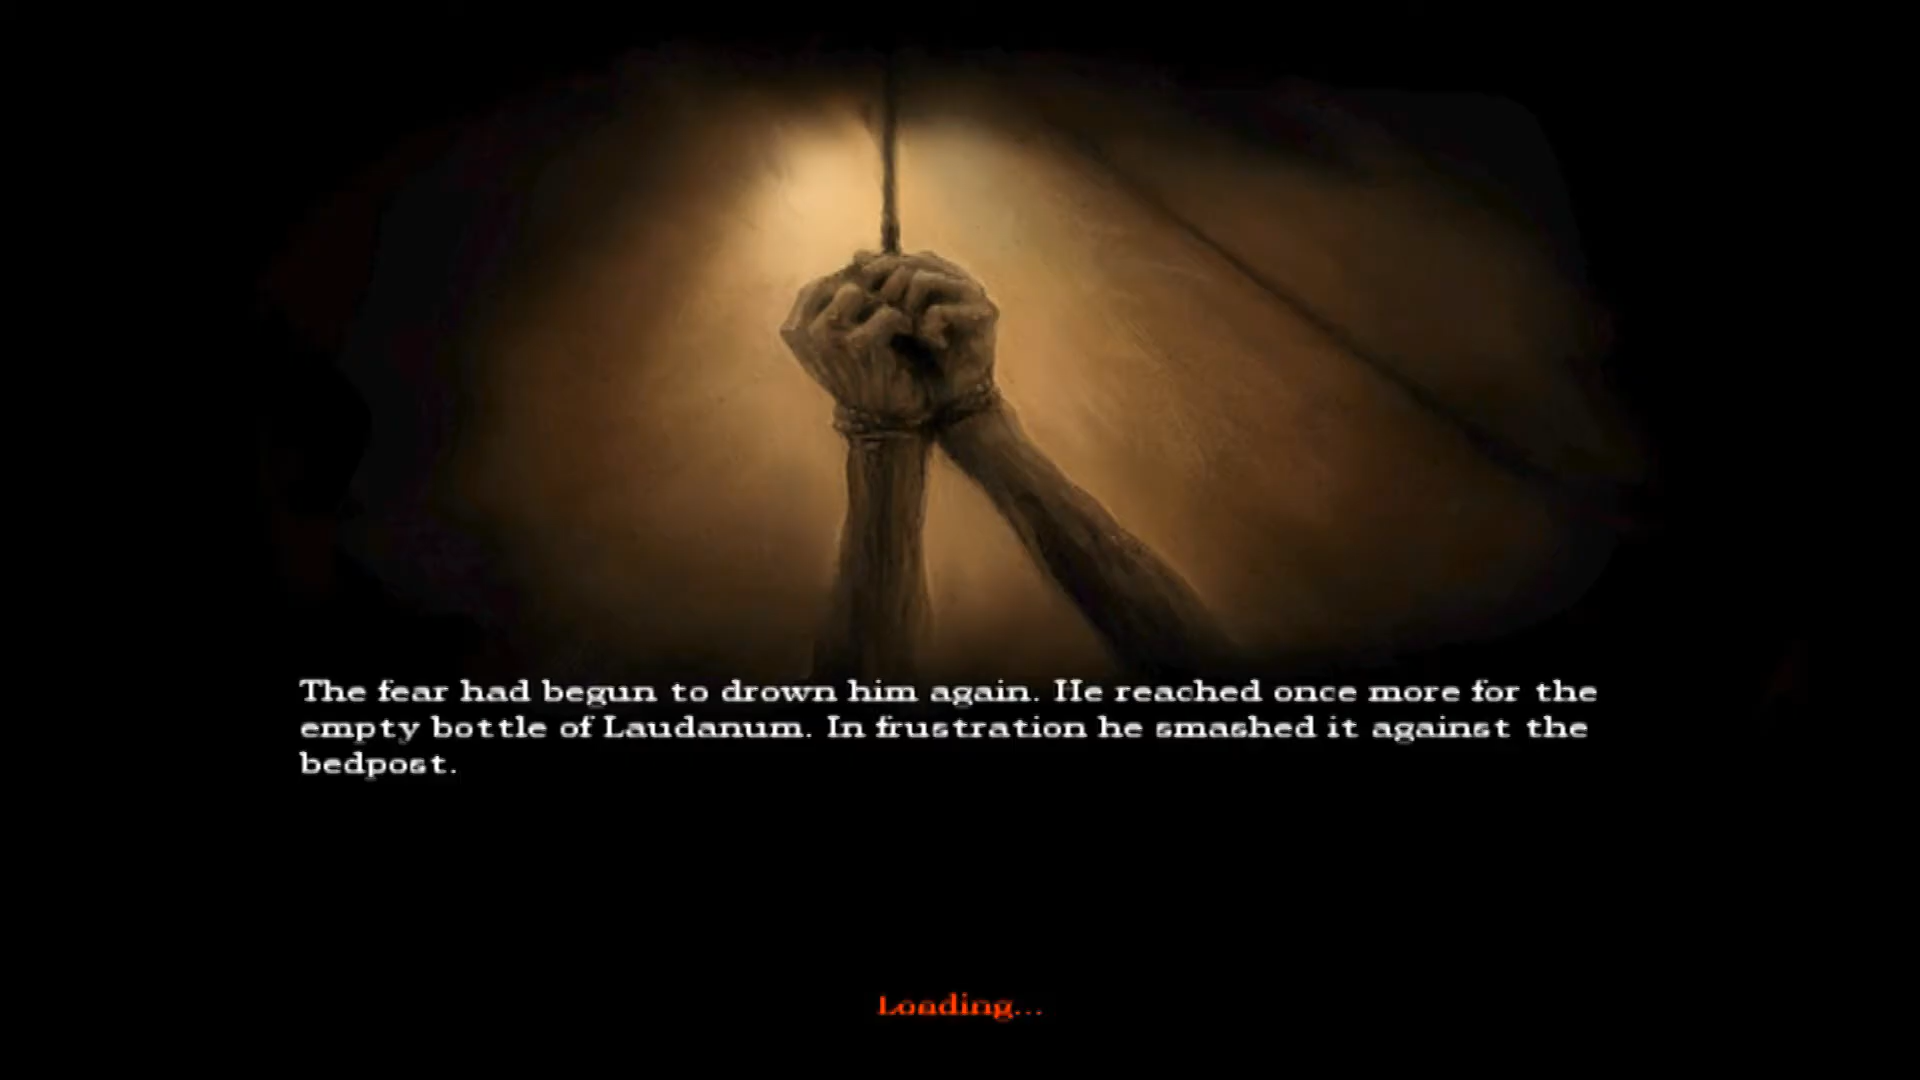 The fear had begun to drown him again. He reached once more for the
empty bottle of Laudanum. In frustration he smashed it against the
bedpost.
Loading...